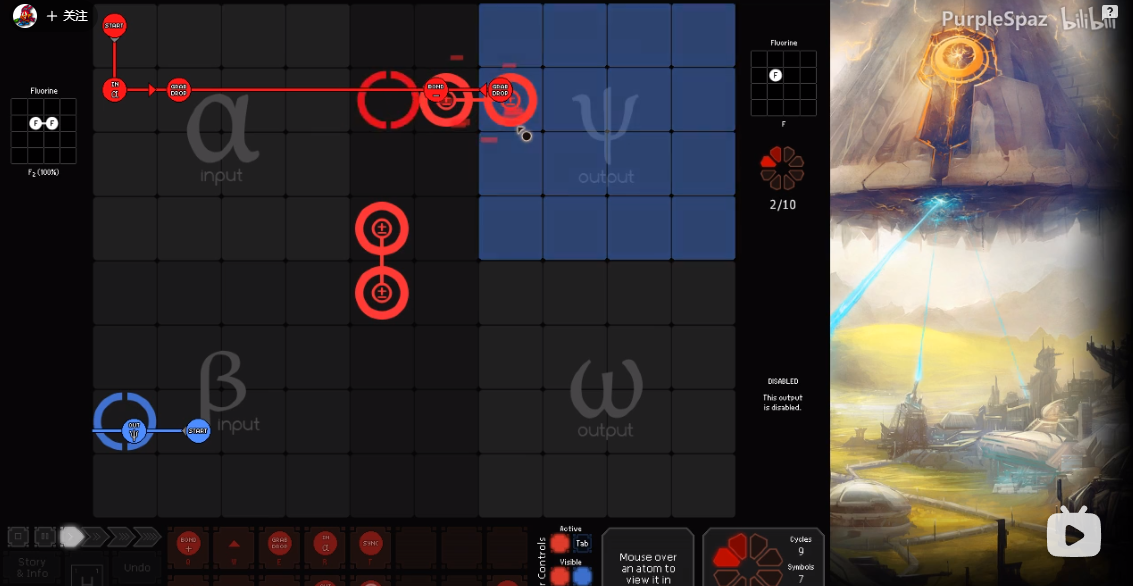 + 关注
START
PurpleSpaz bilibili
?
Fluorine
Fluorine
IN
α
GRAB
DROP
BOND
−
GRAB
DROP
F
F F
F
F₂ (100%)
α
input
ψ
output
2/10
±
±
β
input
ω
output
DISABLED
This output
is disabled.
OUT
ψ
START
Active
Tab
Visible
Cycles
9
Symbols
7
BOND
+
GRAB
DROP
IN
α
SYNC
Story
& Info
Undo
Mouse over
an atom to
view it in